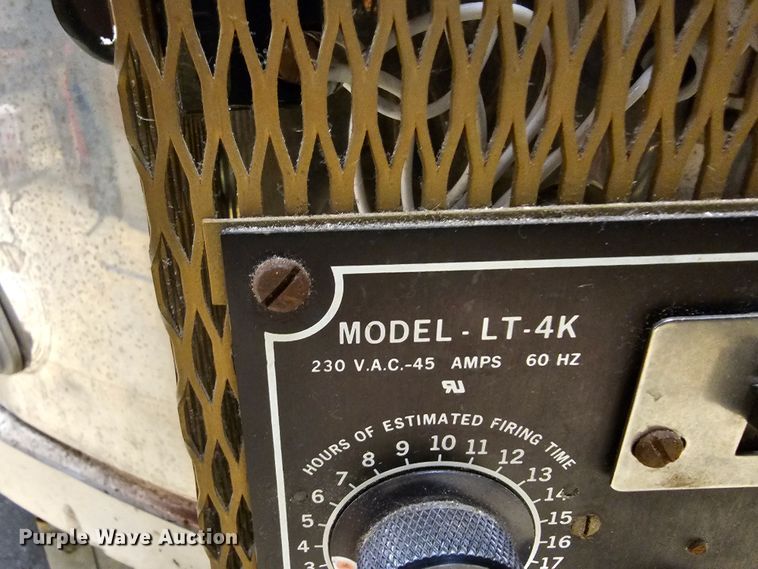 MODEL - LT-4K
230 V.A.C.-45 AMPS 60 HZ
HOURS OF ESTIMATED FIRING TIME
3 4 5 6 7 8 9 10 11 12 13 14 15 16 17
Purple Wave Auction